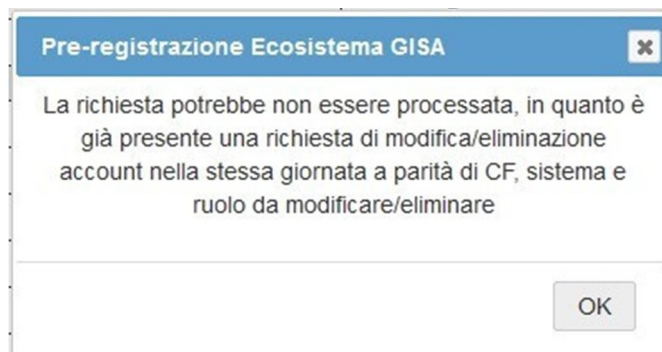 Pre-registrazione Ecosistema GISA
La richiesta potrebbe non essere processata, in quanto è
già presente una richiesta di modifica/eliminazione
account nella stessa giornata a parità di CF, sistema e
ruolo da modificare/eliminare
OK